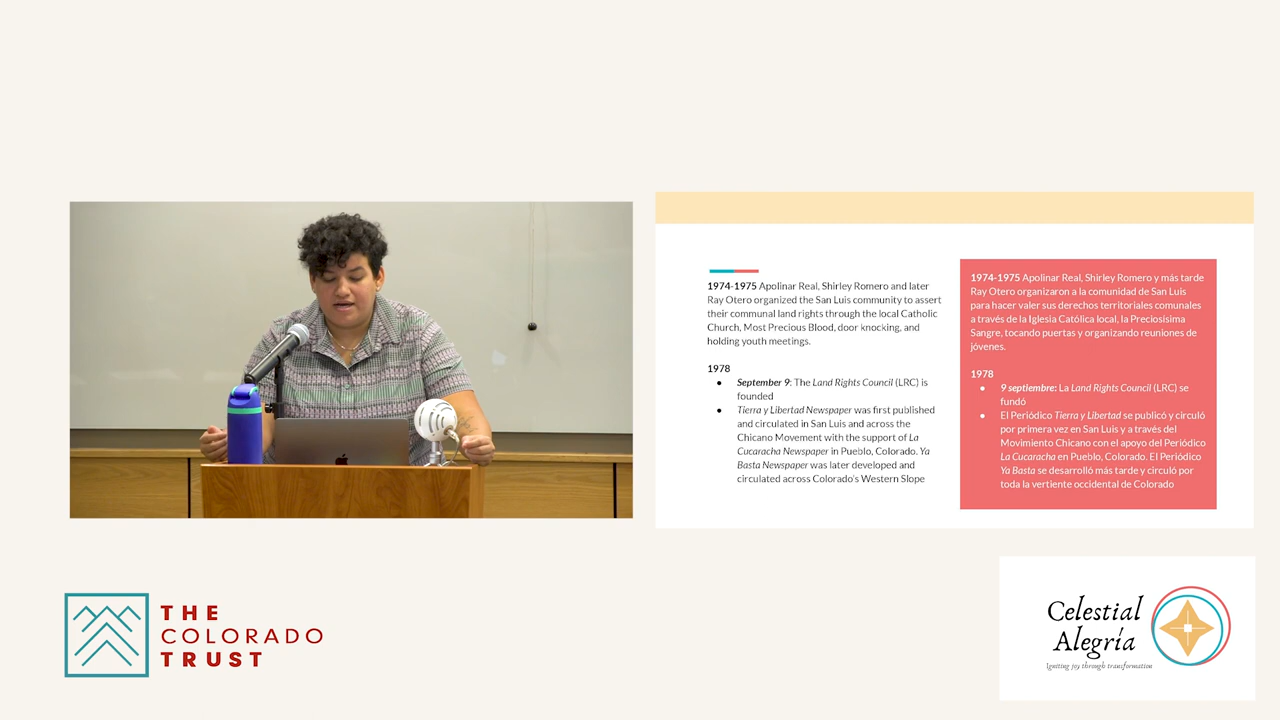 1974-1975 Apolinar Real, Shirley Romero and later
Ray Otero organized the San Luis community to assert
their communal land rights through the local Catholic
Church, Most Precious Blood, door knocking, and
holding youth meetings.
1978
● September 9: The Land Rights Council (LRC) is
founded
● Tierra y Libertad Newspaper was first published
and circulated in San Luis and across the
Chicano Movement with the support of La
Cucaracha Newspaper in Pueblo, Colorado. Ya
Basta Newspaper was later developed and
circulated across Colorado's Western Slope
1974-1975 Apolinar Real, Shirley Romero y más tarde
Ray Otero organizaron a la comunidad de San Luis
para hacer valer sus derechos territoriales comunales
a través de la Iglesia Católica local, la Preciosísima
Sangre, tocando puertas y organizando reuniones de
jóvenes.
1978
● 9 septiembre: La Land Rights Council (LRC) se
fundó
● El Periódico Tierra y Libertad se publicó y circuló
por primera vez en San Luis y a través del
Movimiento Chicano con el apoyo del Periódico
La Cucaracha en Pueblo, Colorado. El Periódico
Ya Basta se desarrolló más tarde y circuló por
toda la vertiente occidental de Colorado
THE
COLORADO
TRUST
Celestial
Alegría
Igniting joy through transformation